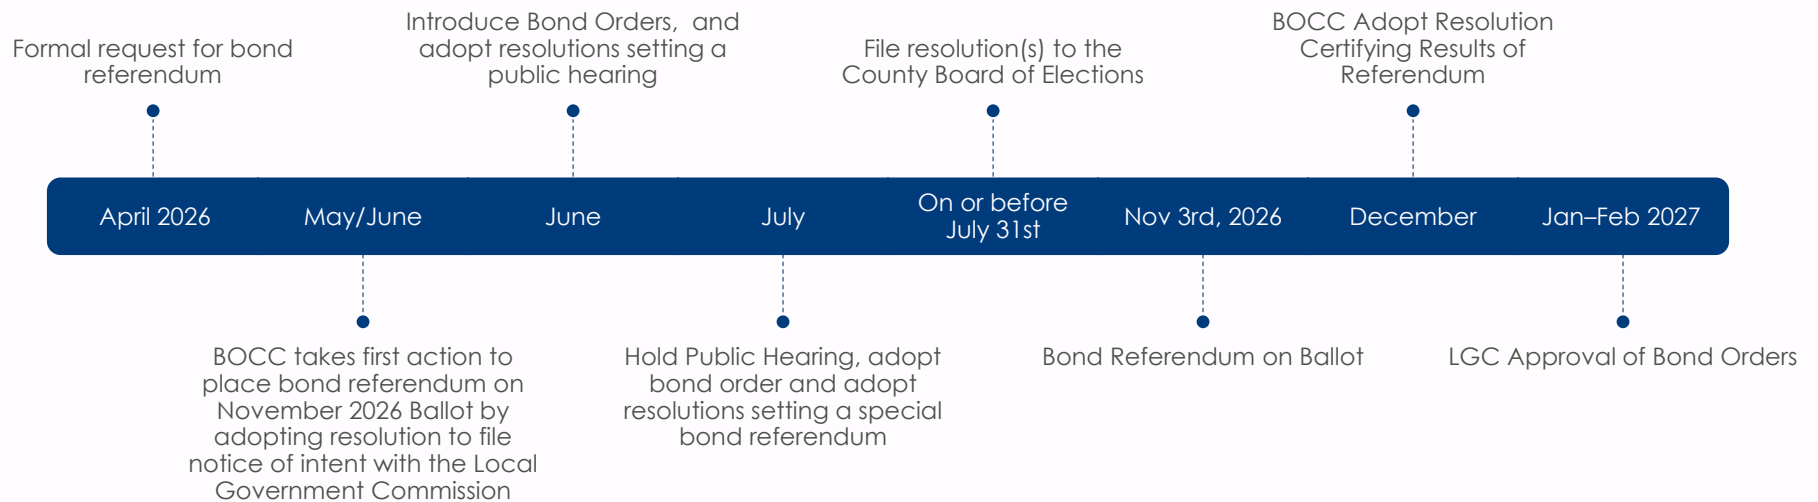 Formal request for bond
referendum
Introduce Bond Orders,  and
adopt resolutions setting a
public hearing
File resolution(s) to the
County Board of Elections
BOCC Adopt Resolution
Certifying Results of
Referendum
April 2026
May/June
June
July
On or before
July 31st
Nov 3rd, 2026
December
Jan–Feb 2027
BOCC takes first action to
place bond referendum on
November 2026 Ballot by
adopting resolution to file
notice of intent with the Local
Government Commission
Hold Public Hearing, adopt
bond order and adopt
resolutions setting a special
bond referendum
Bond Referendum on Ballot
LGC Approval of Bond Orders